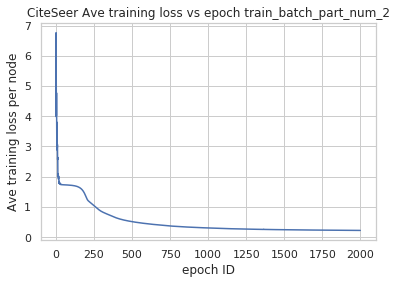 CiteSeer Ave training loss vs epoch train_batch_part_num_2
Ave training loss per node
7
6
5
4
3
2
1
0
0 250 500 750 1000 1250 1500 1750 2000
epoch ID